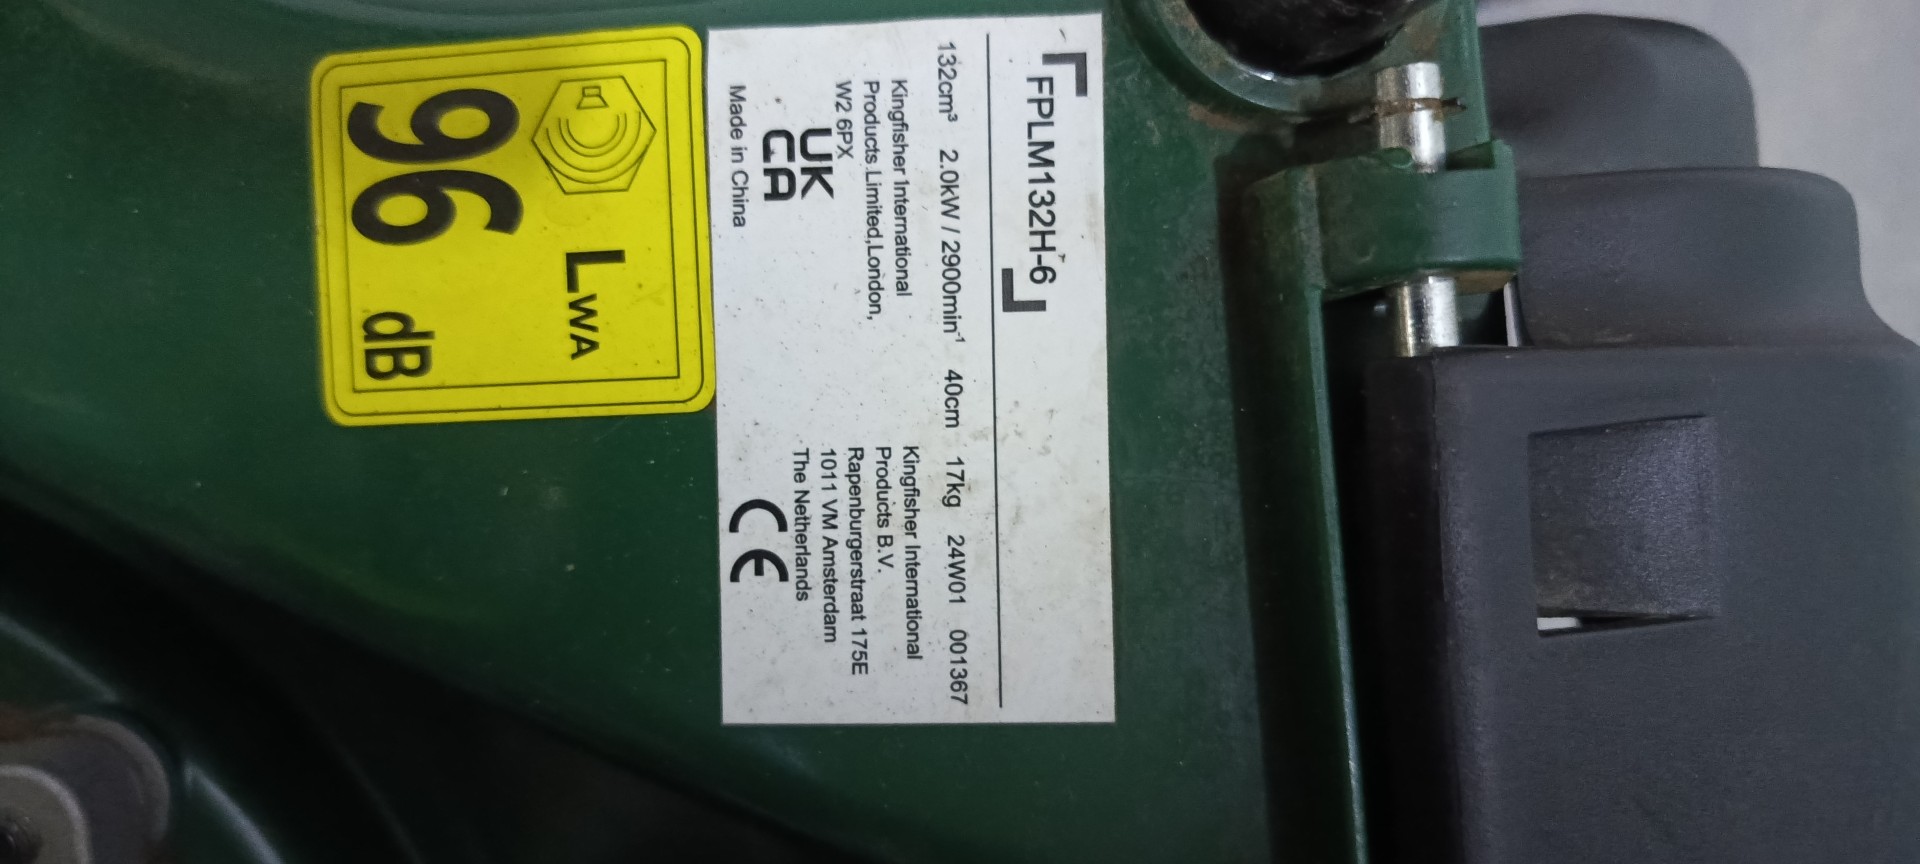 FPLM132H-6
132cm³ 2.0kW / 2900min⁻¹ 40cm 17kg 24W01 001367
Kingfisher International
Products Limited,London,
W2 6PX
UK
CA
Made in China
Kingfisher International
Products B.V.
Rapenburgerstraat 175E
1011 VM Amsterdam
The Netherlands
CE
LWA
96 dB